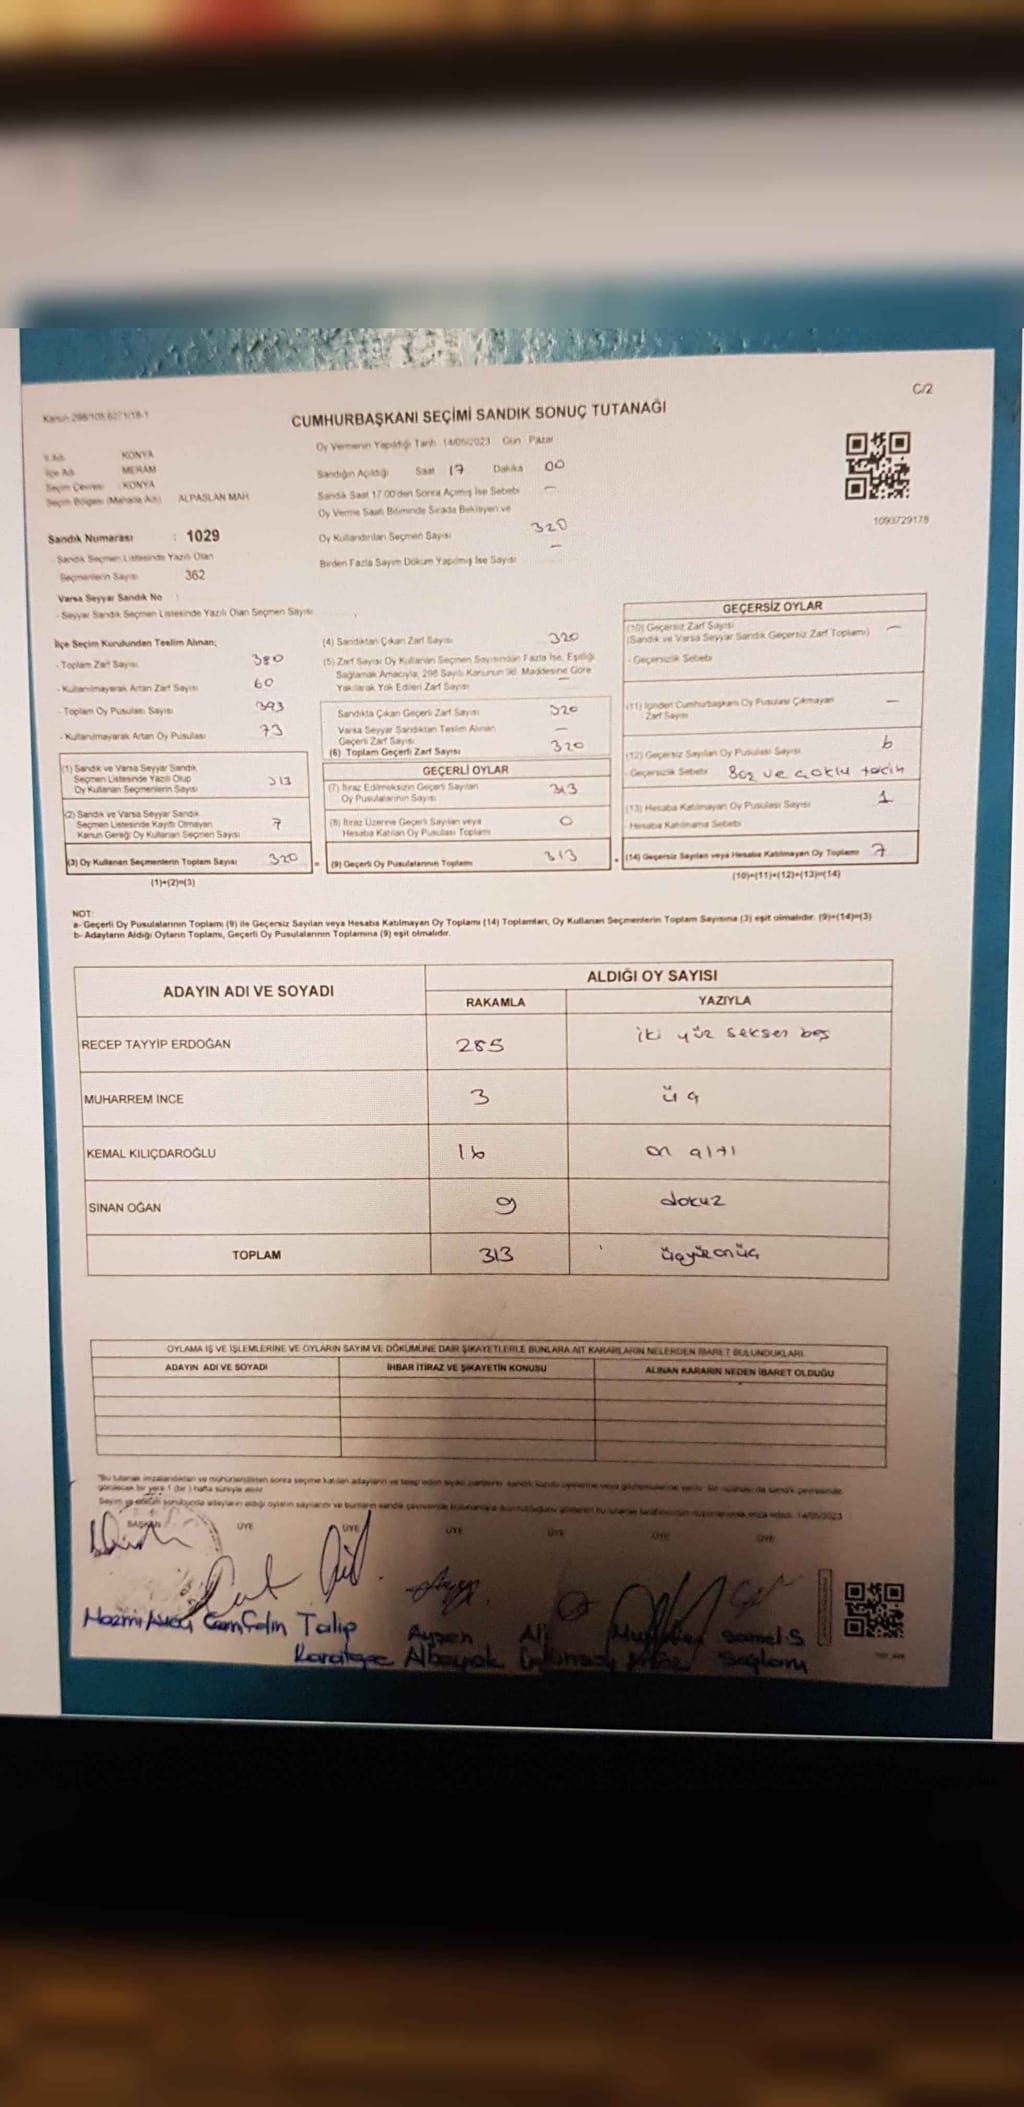 C/2
Kanun 298/105 6271/18-1
CUMHURBAŞKANI SEÇİMİ SANDIK SONUÇ TUTANAĞI
Oy Vermenin Yapıldığı Tarih 14/05/2023 Gün Pazar
İl Adı KONYA
İlçe Adı MERAM
Seçim Çevresi : KONYA
Seçim Bölgesi (Mahalle Adı) ALPASLAN MAH.
Sandık Numarası : 1029
Sandık Seçmen Listesinde Yazılı Olan
Seçmenlerin Sayısı 362
Varsa Seyyar Sandık No :
- Seyyar Sandık Seçmen Listesinde Yazılı Olan Seçmen Sayısı
Sandığın Açıldığı Saat 17 Dakika 00
Sandık Saat 17.00'den Sonra Açılmış İse Sebebi —
Oy Verme Saati Bitiminde Sırada Bekleyen ve
Oy Kullandırılan Seçmen Sayısı 320
Birden Fazla Sayım Döküm Yapılmış İse Sayısı —
1093729178
İlçe Seçim Kurulundan Teslim Alınan;
- Toplam Zarf Sayısı 380
- Kullanılmayarak Artan Zarf Sayısı 60
- Toplam Oy Pusulası Sayısı 393
- Kullanılmayarak Artan Oy Pusulası 73
(1) Sandık ve Varsa Seyyar Sandık
Seçmen Listesinde Yazılı Olup
Oy Kullanan Seçmenlerin Sayısı 313
(2) Sandık ve Varsa Seyyar Sandık
Seçmen Listesinde Kayıtlı Olmayan
Kanun Gereği Oy Kullanan Seçmen Sayısı 7
(3) Oy Kullanan Seçmenlerin Toplam Sayısı 320
(1)+(2)=(3)
(4) Sandıktan Çıkan Zarf Sayısı 320
(5) Zarf Sayısı Oy Kullanan Seçmen Sayısından Fazla İse, Eşitliği
Sağlamak Amacıyla, 298 Sayılı Kanunun 98. Maddesine Göre
Yakılarak Yok Edilen Zarf Sayısı —
Sandıkta Çıkan Geçerli Zarf Sayısı 320
Varsa Seyyar Sandıktan Teslim Alınan
Geçerli Zarf Sayısı —
(6) Toplam Geçerli Zarf Sayısı 320
GEÇERLİ OYLAR
(7) İtiraz Edilmeksizin Geçerli Sayılan
Oy Pusulalarının Sayısı 313
(8) İtiraz Üzerine Geçerli Sayılan veya
Hesaba Katılan Oy Pusulası Toplamı 0
= (9) Geçerli Oy Pusulalarının Toplamı 313
GEÇERSİZ OYLAR
(10) Geçersiz Zarf Sayısı —
(Sandık ve Varsa Seyyar Sandık Geçersiz Zarf Toplamı)
- Geçersizlik Sebebi
(11) İçinden Cumhurbaşkanı Oy Pusulası Çıkmayan
Zarf Sayısı —
(12) Geçersiz Sayılan Oy Pusulası Sayısı 6
- Geçersizlik Sebebi Boş ve çoklu tercih
(13) Hesaba Katılmayan Oy Pusulası Sayısı 1
- Hesaba Katılmama Sebebi
+ (14) Geçersiz Sayılan veya Hesaba Katılmayan Oy Toplamı 7
(10)+(11)+(12)+(13)=(14)
NOT:
a- Geçerli Oy Pusulalarının Toplamı (9) ile Geçersiz Sayılan veya Hesaba Katılmayan Oy Toplamı (14) Toplamları, Oy Kullanan Seçmenlerin Toplam Sayısına (3) eşit olmalıdır. (9)+(14)=(3)
b- Adayların Aldığı Oyların Toplamı, Geçerli Oy Pusulalarının Toplamına (9) eşit olmalıdır.
ADAYIN ADI VE SOYADI
ALDIĞI OY SAYISI
RAKAMLA YAZIYLA
RECEP TAYYİP ERDOĞAN 285 iki yüz seksen beş
MUHARREM İNCE 3 üç
KEMAL KILIÇDAROĞLU 16 on altı
SİNAN OĞAN 9 dokuz
TOPLAM 313 üçyüzonüç
OYLAMA İŞ VE İŞLEMLERİNE VE OYLARIN SAYIM VE DÖKÜMÜNE DAİR ŞİKAYETLERLE BUNLARA AİT KARARLARIN NELERDEN İBARET BULUNDUKLARI
ADAYIN ADI VE SOYADI İHBAR İTİRAZ VE ŞİKAYETİN KONUSU ALINAN KARARIN NEDEN İBARET OLDUĞU
14/05/2023
BAŞKAN ÜYE ÜYE ÜYE ÜYE ÜYE ÜYE
Talip Ayşen Ali Samet S
Albayrak Sağlam